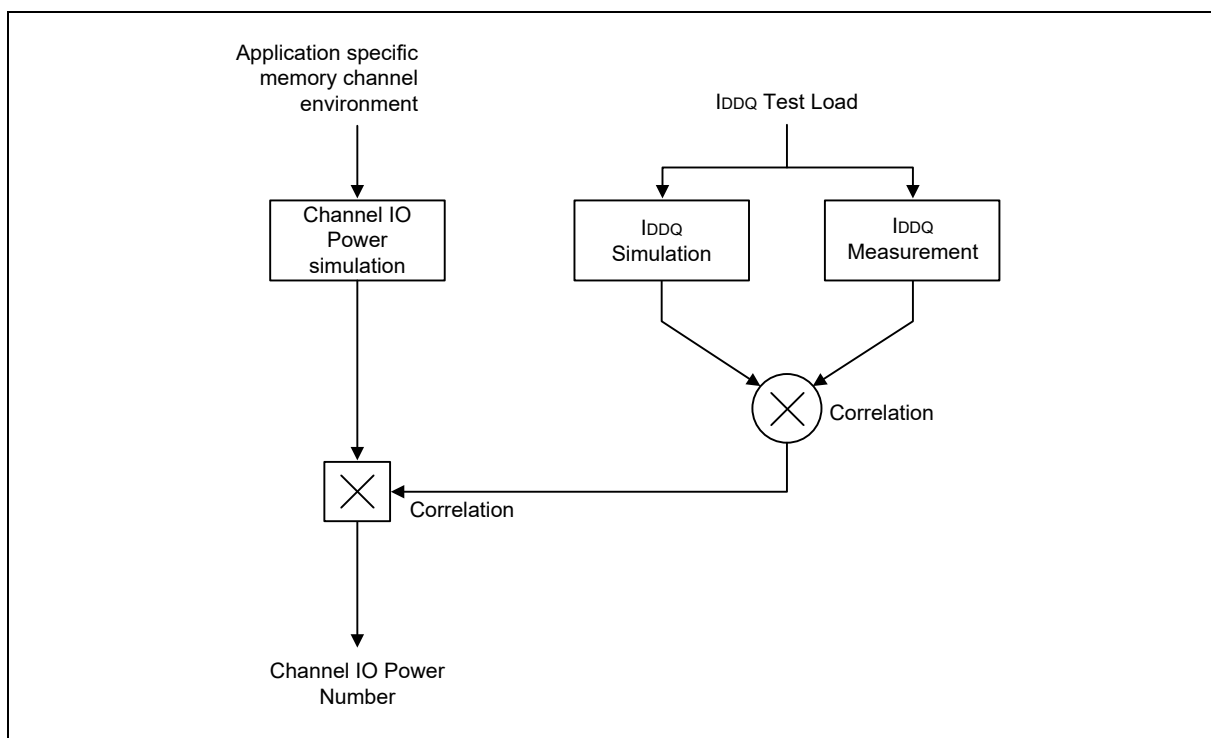 Application specific
memory channel
environment
IDDQ Test Load
Channel IO
Power
simulation
IDDQ
Simulation
IDDQ
Measurement
Correlation
Correlation
Channel IO Power
Number